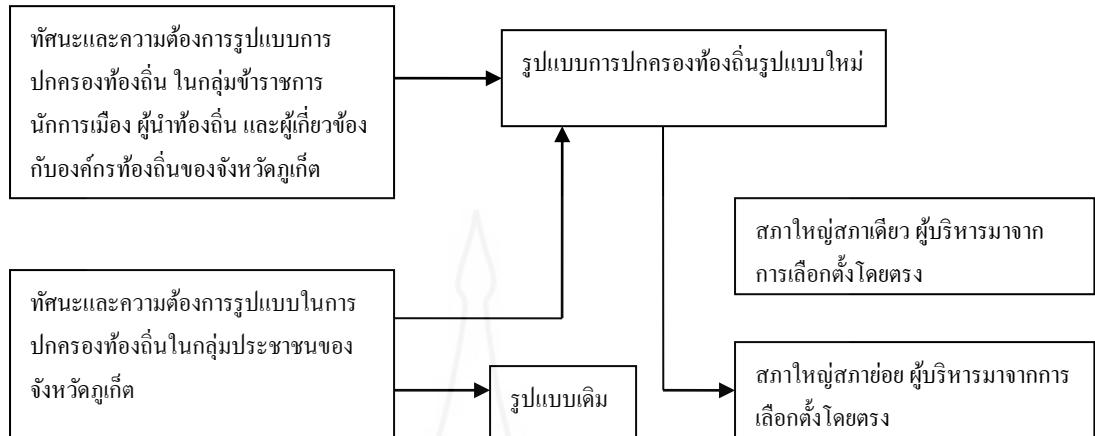 ทัศนะและความต้องการรูปแบบการ
ปกครองท้องถิ่น ในกลุ่มข้าราชการ
นักการเมือง ผู้นำท้องถิ่น และผู้เกี่ยวข้อง
กับองค์กรท้องถิ่นของจังหวัดภูเก็ต
รูปแบบการปกครองท้องถิ่นรูปแบบใหม่
สภาใหญ่สภาเดียว ผู้บริหารมาจาก
การเลือกตั้งโดยตรง
ทัศนะและความต้องการรูปแบบในการ
ปกครองท้องถิ่นในกลุ่มประชาชนของ
จังหวัดภูเก็ต
รูปแบบเดิม
สภาใหญ่สภาย่อย ผู้บริหารมาจากการ
เลือกตั้งโดยตรง